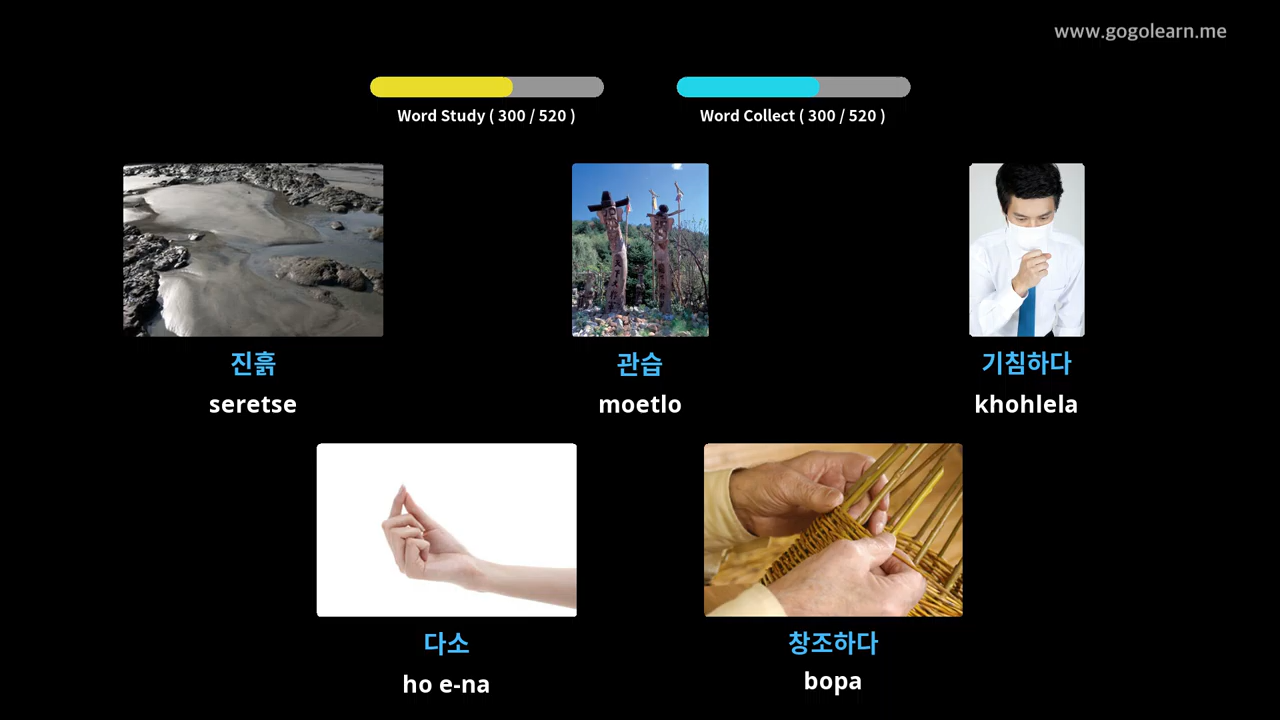 www.gogolearn.me
Word Study ( 300 / 520 )
Word Collect ( 300 / 520 )
진흙
seretse
관습
moetlo
기침하다
khohlela
다소
ho e-na
창조하다
bopa